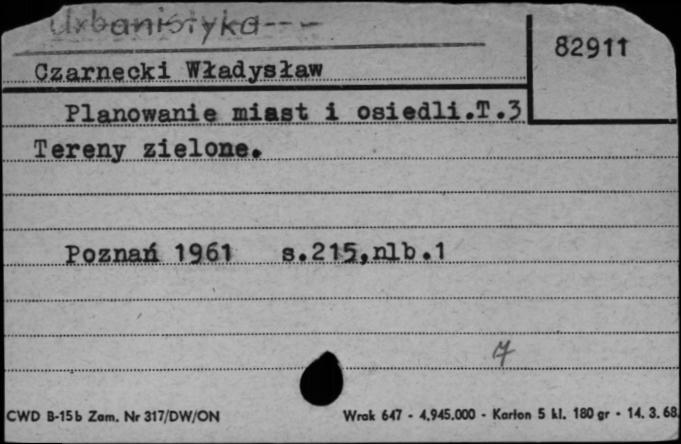 Urbanistyka
82911
Czarnecki Władysław
Planowanie miast i osiedli.T.3
Tereny zielone.
Poznań 1961 s.215,nlb.1
7
CWD B-15b Zam. Nr 317/DW/ON Wrak 647 - 4.945.000 - Karton 5 kl. 180 gr - 14. 3. 68.